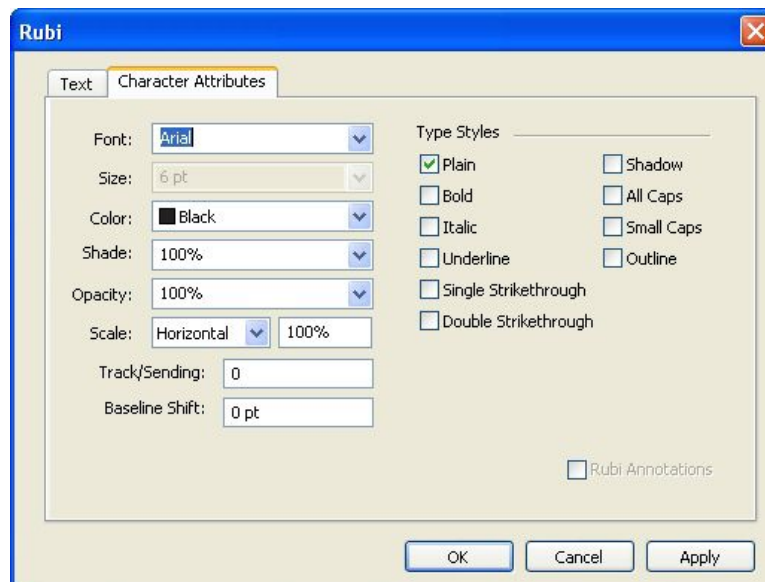 Rubi
Text Character Attributes
Font: Arial
Size: 6 pt
Color: Black
Shade: 100%
Opacity: 100%
Scale: Horizontal 100%
Track/Sending: 0
Baseline Shift: 0 pt
Type Styles
Plain Shadow
Bold All Caps
Italic Small Caps
Underline Outline
Single Strikethrough
Double Strikethrough
Rubi Annotations
OK Cancel Apply